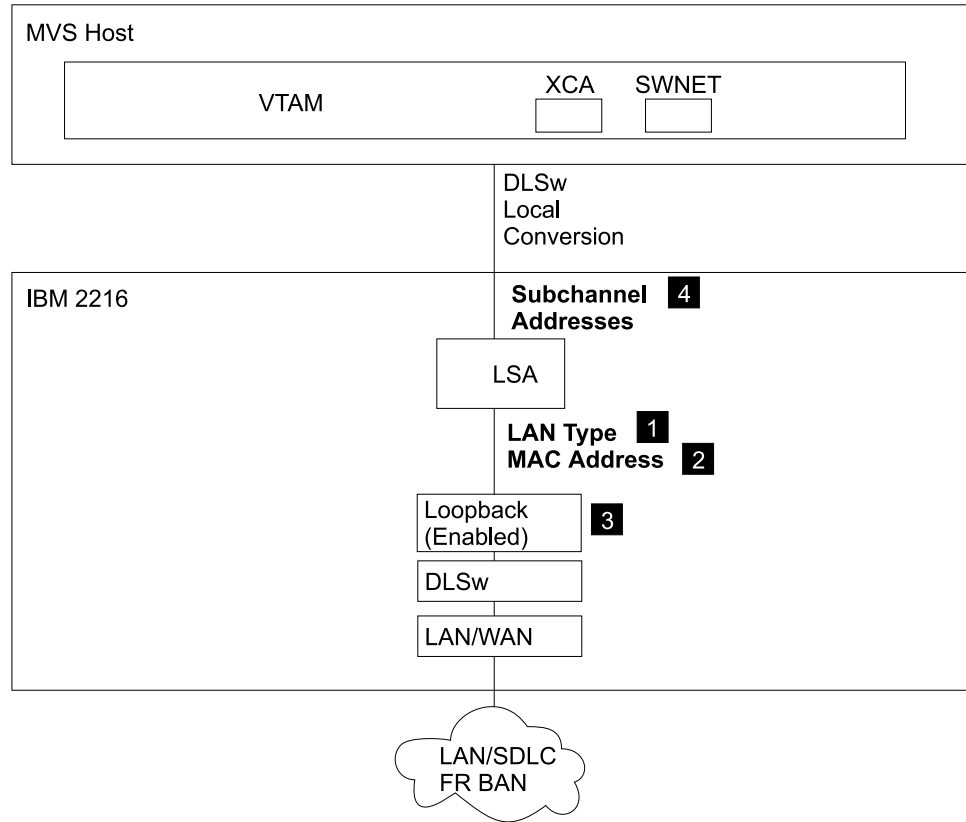 MVS Host
VTAM
XCA
SWNET
DLSw
Local
Conversion
IBM 2216
Subchannel 4
Addresses
LSA
LAN Type 1
MAC Address 2
Loopback
(Enabled)
3
DLSw
LAN/WAN
LAN/SDLC
FR BAN